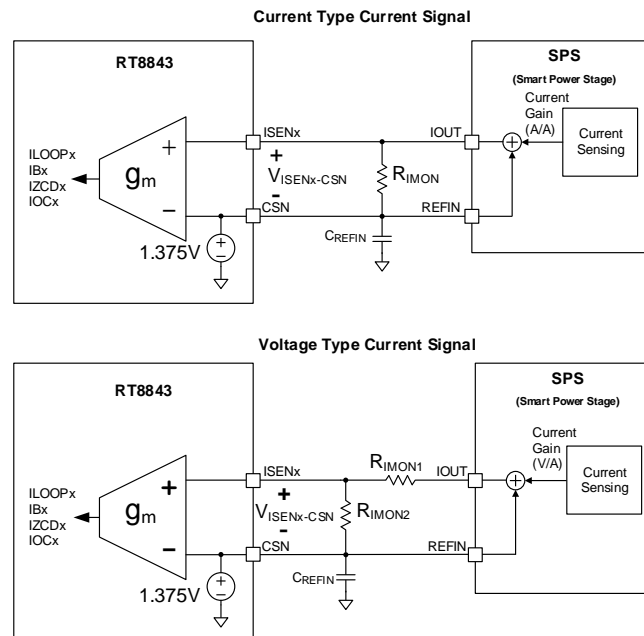 Current Type Current Signal
RT8843
SPS
(Smart Power Stage)
Current
Gain
(A/A)
Current
Sensing
ISENx
IOUT
+
ILOOPx
IBx
IZCDx
IOCx
gm
+
VISENx-CSN
-
RIMON
−
CSN
REFIN
CREFIN
1.375V
+
−
Voltage Type Current Signal
RT8843
SPS
(Smart Power Stage)
Current
Gain
(V/A)
Current
Sensing
ISENx
RIMON1
IOUT
+
ILOOPx
IBx
IZCDx
IOCx
gm
+
VISENx-CSN
-
RIMON2
−
CSN
REFIN
CREFIN
1.375V
+
−